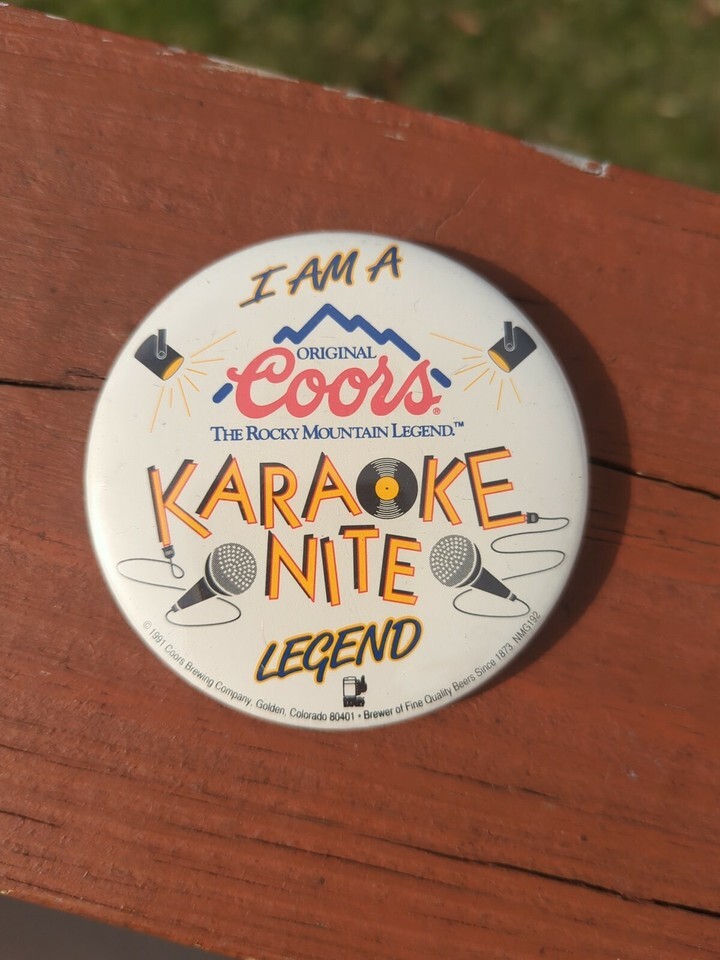 I AM A
ORIGINAL
Coors®
THE ROCKY MOUNTAIN LEGEND.™
KARAOKE
NITE
LEGEND
© 1991 Coors Brewing Company, Golden, Colorado 80401 • Brewer of Fine Quality Beers Since 1873 NMG192